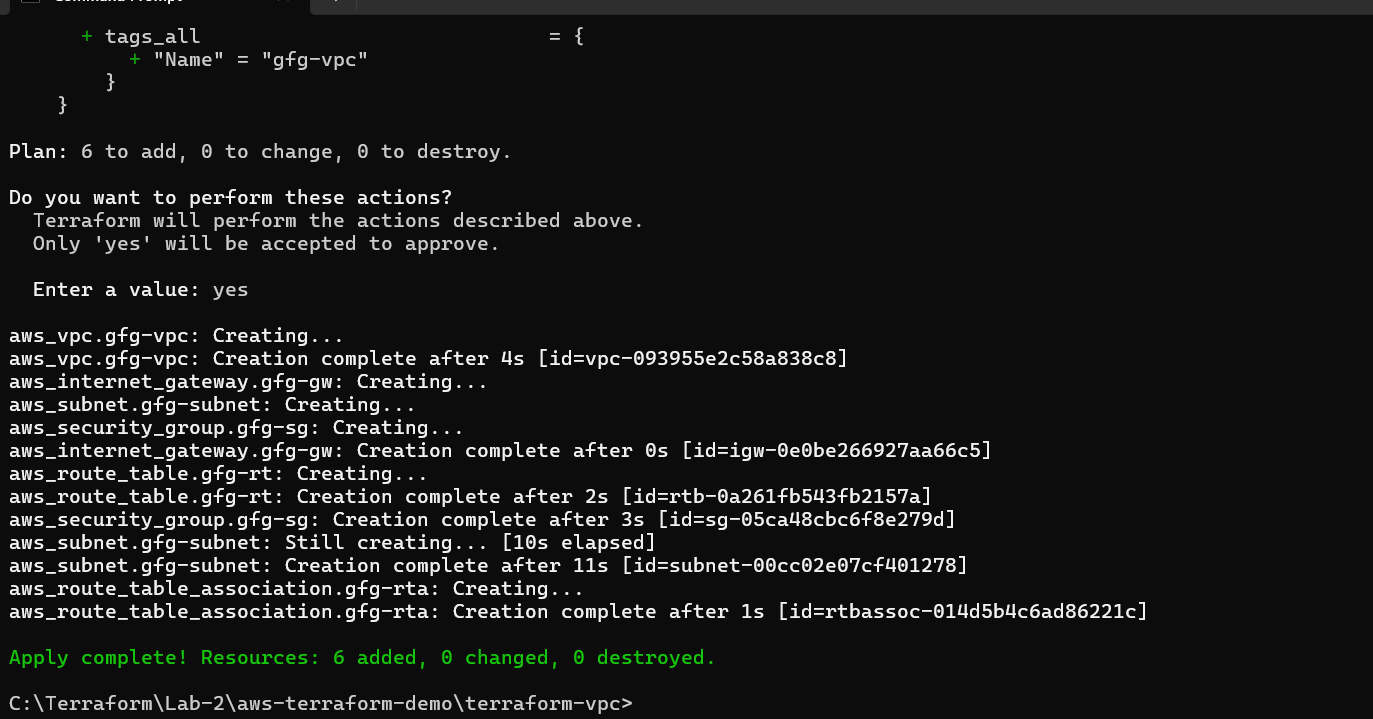 + tags_all = {
+ "Name" = "gfg-vpc"
}
}
Plan: 6 to add, 0 to change, 0 to destroy.
Do you want to perform these actions?
Terraform will perform the actions described above.
Only 'yes' will be accepted to approve.
Enter a value: yes
aws_vpc.gfg-vpc: Creating...
aws_vpc.gfg-vpc: Creation complete after 4s [id=vpc-093955e2c58a838c8]
aws_internet_gateway.gfg-gw: Creating...
aws_subnet.gfg-subnet: Creating...
aws_security_group.gfg-sg: Creating...
aws_internet_gateway.gfg-gw: Creation complete after 0s [id=igw-0e0be266927aa66c5]
aws_route_table.gfg-rt: Creating...
aws_route_table.gfg-rt: Creation complete after 2s [id=rtb-0a261fb543fb2157a]
aws_security_group.gfg-sg: Creation complete after 3s [id=sg-05ca48cbc6f8e279d]
aws_subnet.gfg-subnet: Still creating... [10s elapsed]
aws_subnet.gfg-subnet: Creation complete after 11s [id=subnet-00cc02e07cf401278]
aws_route_table_association.gfg-rta: Creating...
aws_route_table_association.gfg-rta: Creation complete after 1s [id=rtbassoc-014d5b4c6ad86221c]
Apply complete! Resources: 6 added, 0 changed, 0 destroyed.
C:\Terraform\Lab-2\aws-terraform-demo\terraform-vpc>